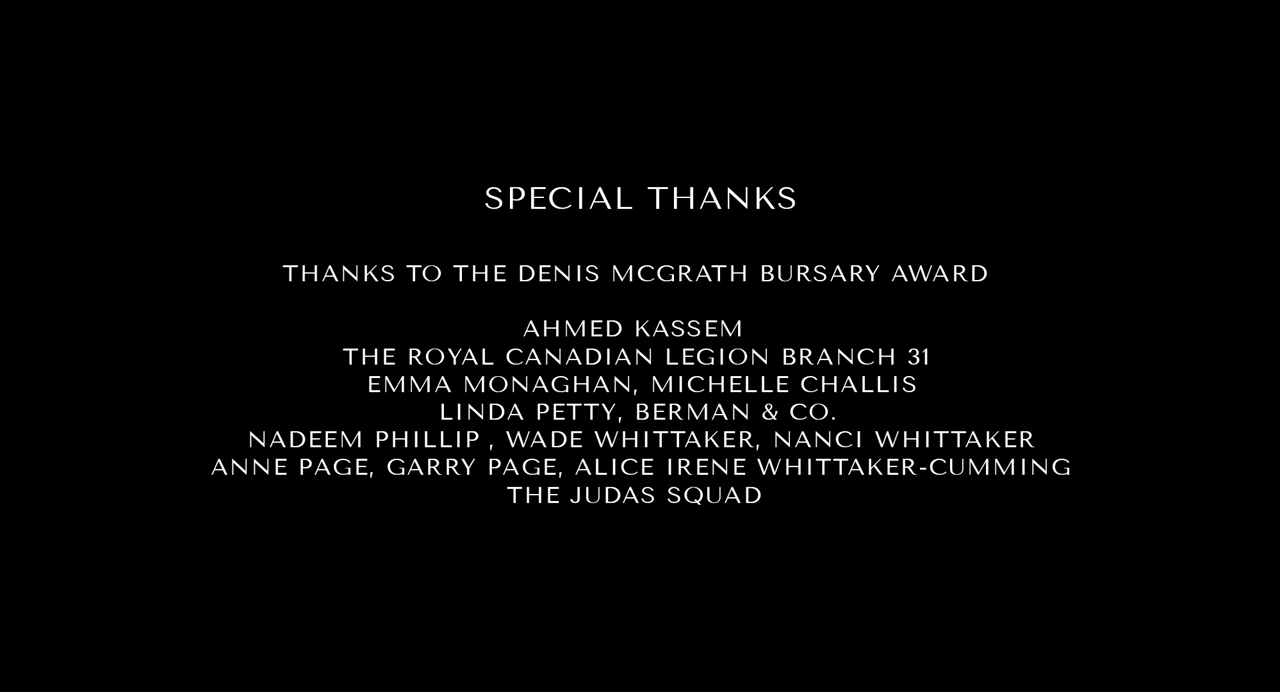 SPECIAL THANKS
THANKS TO THE DENIS MCGRATH BURSARY AWARD
AHMED KASSEM
THE ROYAL CANADIAN LEGION BRANCH 31
EMMA MONAGHAN, MICHELLE CHALLIS
LINDA PETTY, BERMAN & CO.
NADEEM PHILLIP , WADE WHITTAKER, NANCI WHITTAKER
ANNE PAGE, GARRY PAGE, ALICE IRENE WHITTAKER-CUMMING
THE JUDAS SQUAD